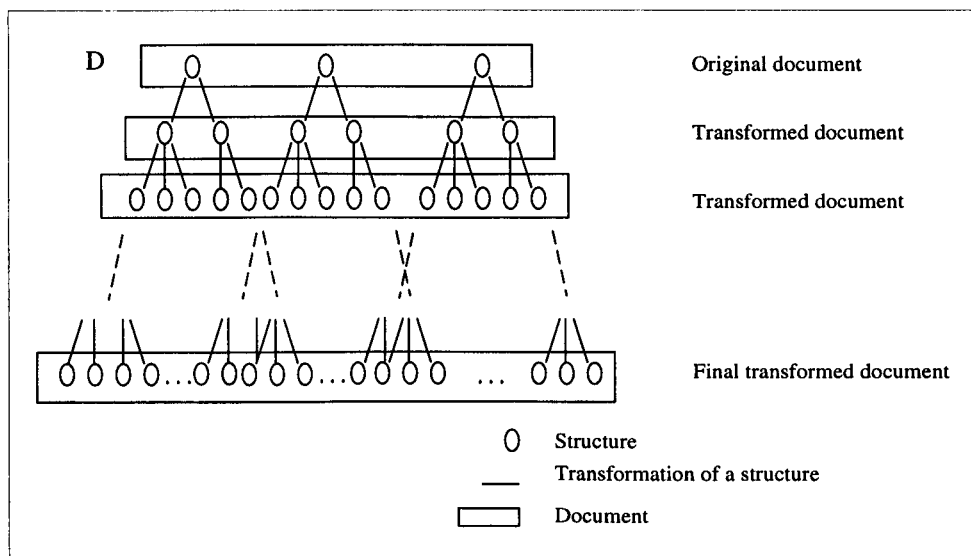 D
Original document
Transformed document
Transformed document
... ... ...
Final transformed document
Structure
Transformation of a structure
Document